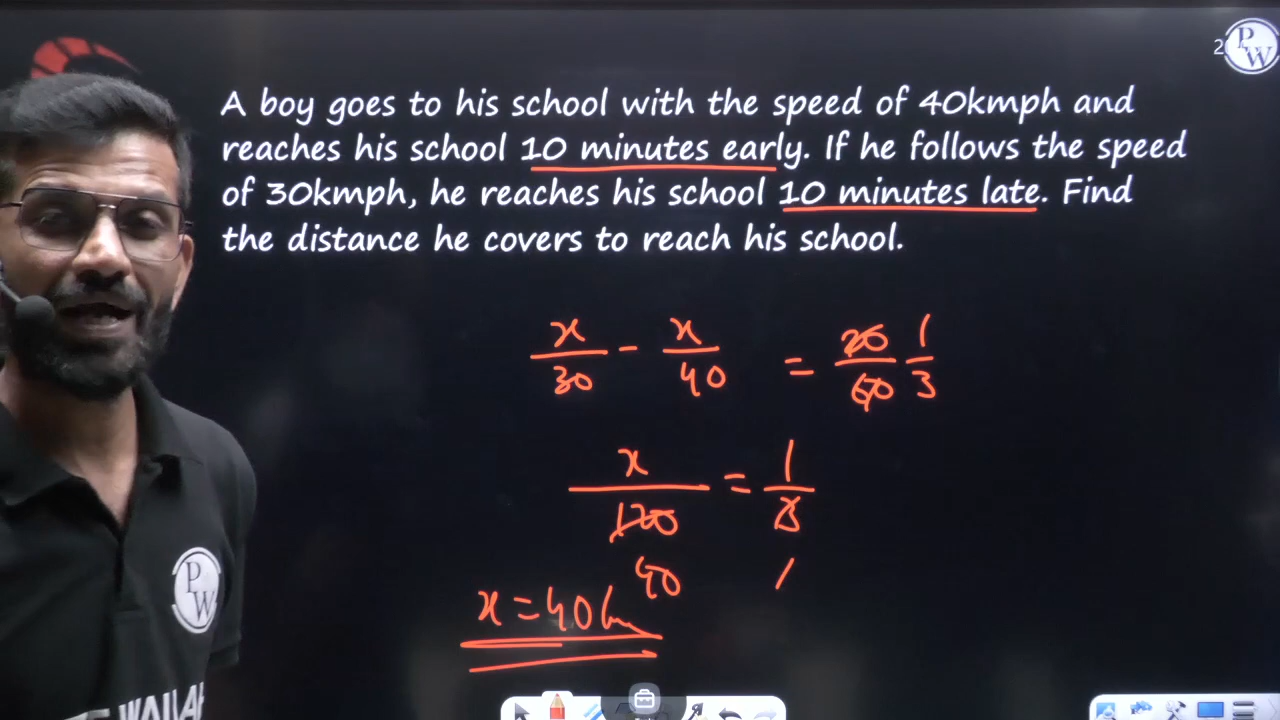 2
P
W
A boy goes to his school with the speed of 40kmph and
reaches his school 10 minutes early. If he follows the speed
of 30kmph, he reaches his school 10 minutes late. Find
the distance he covers to reach his school.
x/30 - x/40 = 20/60 1/3
x/120 = 1/3
40 1
x = 40km
P
W